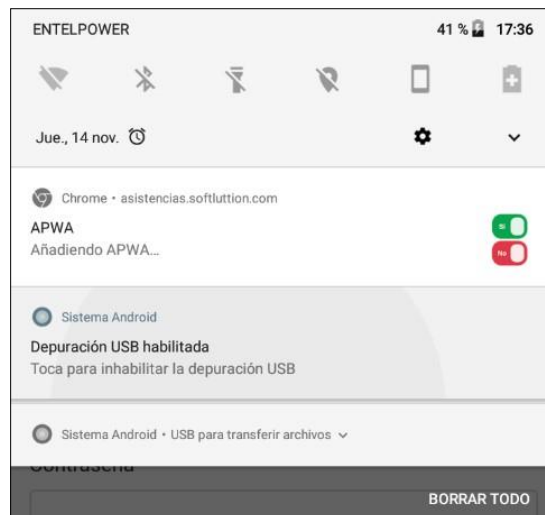 ENTELPOWER 41 % 17:36
Jue., 14 nov.
Chrome • asistencias.softluttion.com
APWA
Añadiendo APWA...
Si
No
Sistema Android
Depuración USB habilitada
Toca para inhabilitar la depuración USB
Sistema Android • USB para transferir archivos
Contraseña
BORRAR TODO